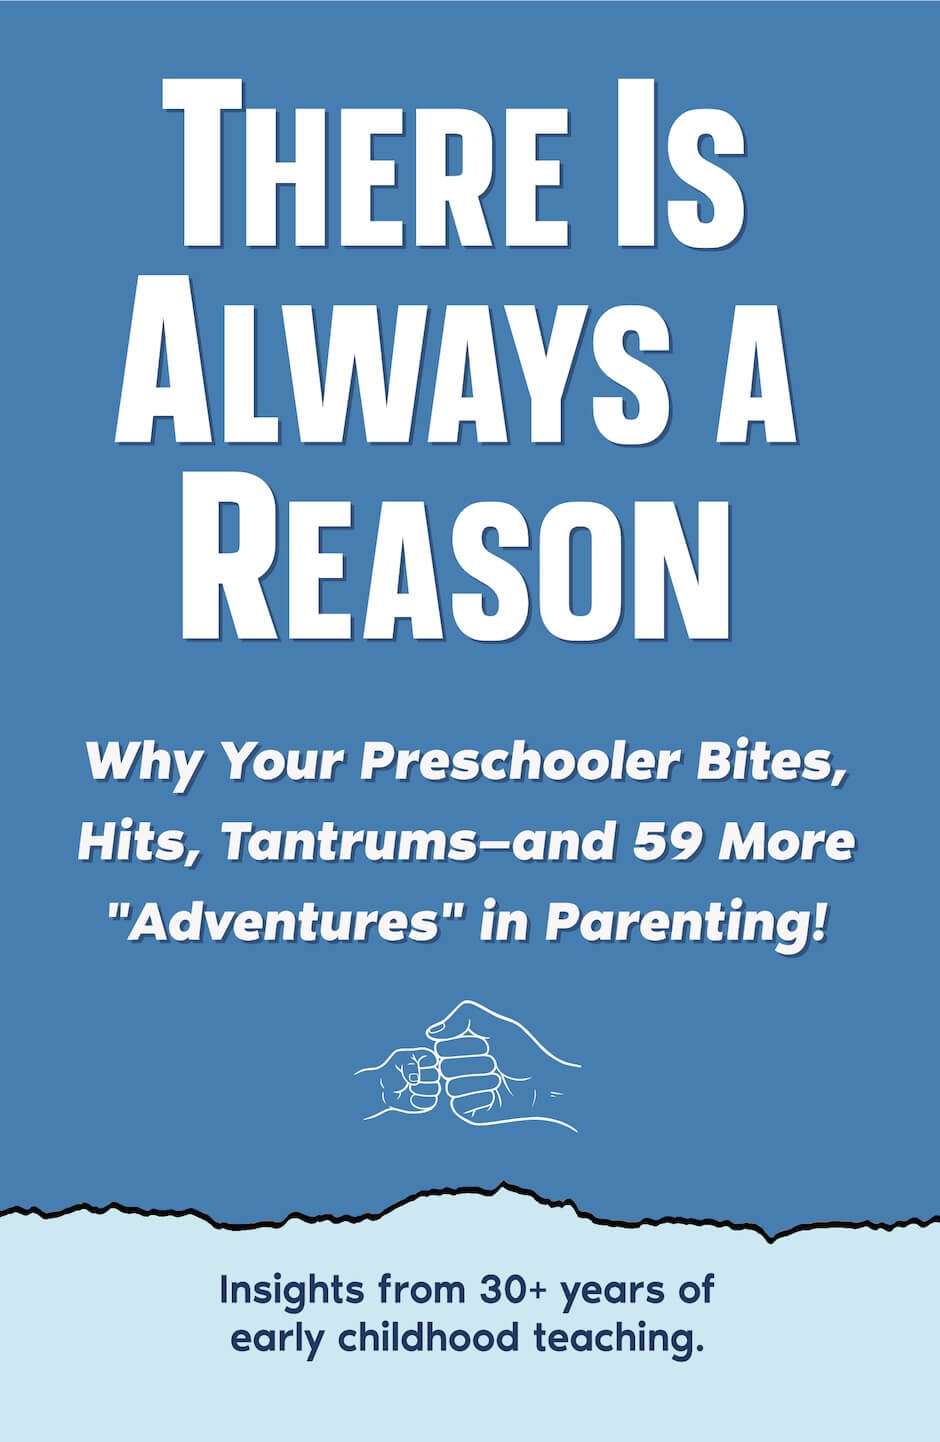 There Is
Always a
Reason
Why Your Preschooler Bites,
Hits, Tantrums—and 59 More
"Adventures" in Parenting!
Insights from 30+ years of
early childhood teaching.